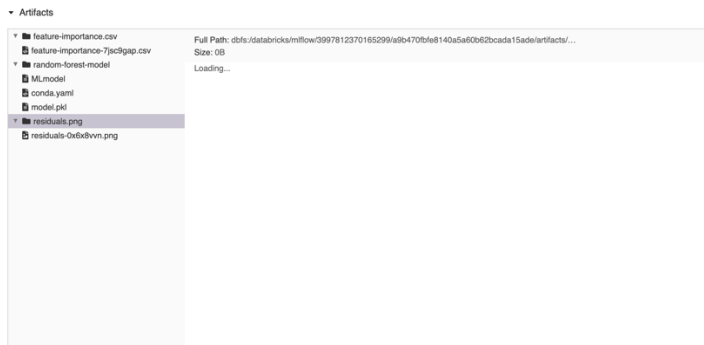 Artifacts
feature-importance.csv
feature-importance-7jsc9gap.csv
random-forest-model
MLmodel
conda.yaml
model.pkl
residuals.png
residuals-0x6x8vvn.png
Full Path: dbfs:/databricks/mlflow/3997812370165299/a9b470fbfe8140a5a60b62bcada15ade/artifacts/…
Size: 0B
Loading...